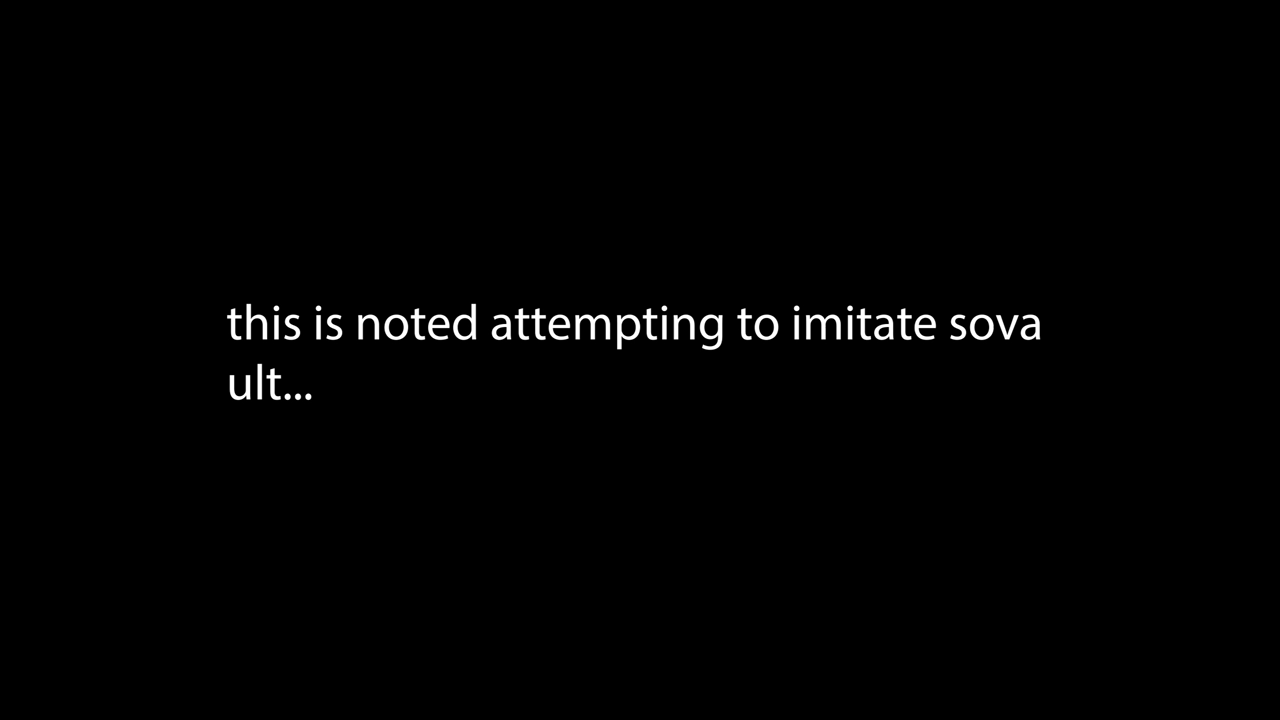 this is noted attempting to imitate sova
ult...